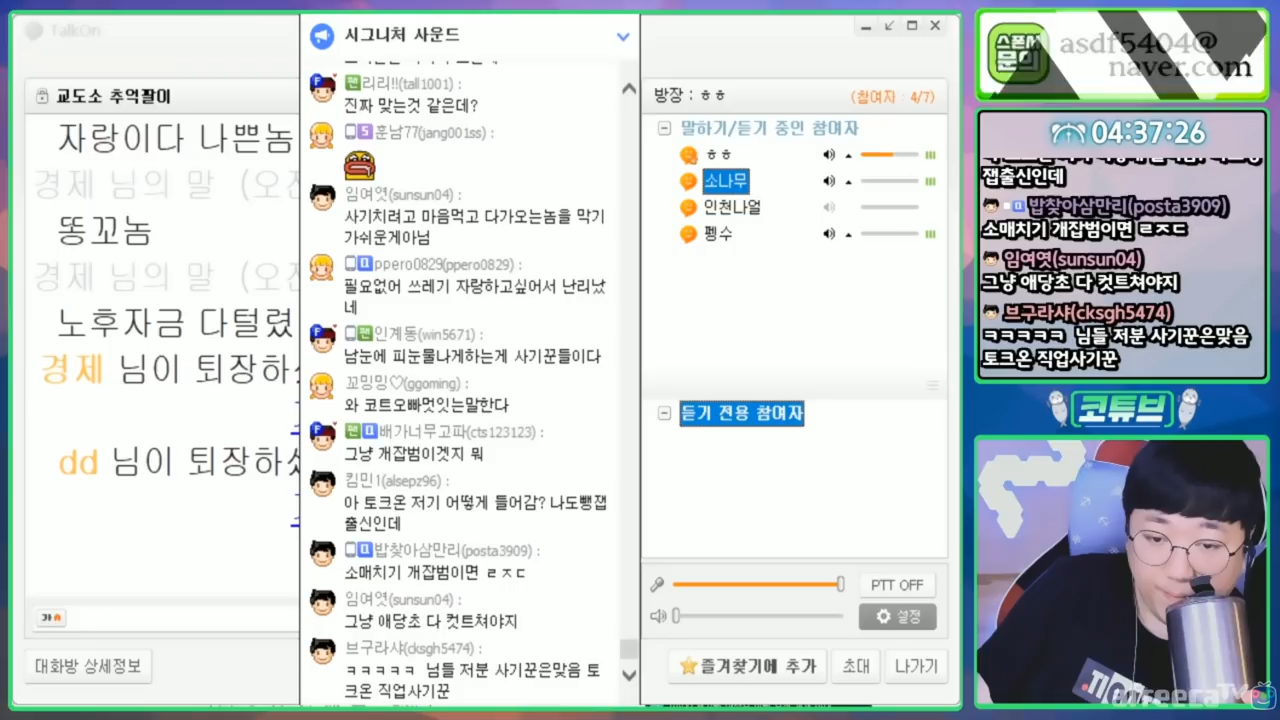 TalkOn
교도소 추억팔이
자랑이다 나쁜놈
경제 님의 말 (오전
똥꼬놈
경제 님의 말 (오전
노후자금 다털렸
경제 님이 퇴장하셨
dd 님이 퇴장하셨
가
대화방 상세정보
시그니처 사운드
팬 리리!!(tall1001) :
진짜 맞는것 같은데?
S 훈남77(jang001ss) :
임여엿(sunsun04) :
사기치려고 마음먹고 다가오는놈을 막기
가쉬운게아님
ppero0829(ppero0829) :
필요없어 쓰레기 자랑하고싶어서 난리났
네
팬 인계동(win5671) :
남눈에 피눈물나게하는게 사기꾼들이다
꼬밍밍♡(ggoming) :
와 코트오빠멋잇는말한다
팬 배가너무고파(cts123123) :
그냥 개잡범이겟지 뭐
킴민1(alsepz96) :
아 토크온 저기 어떻게 들어감? 나도빵잽
출신인데
밥찾아삼만리(posta3909) :
소매치기 개잡범이면 ㄹㅈㄷ
임여엿(sunsun04) :
그냥 애당초 다 컷트쳐야지
브구라샤(cksgh5474) :
ㅋㅋㅋㅋㅋ 님들 저분 사기꾼은맞음 토
크온 직업사기꾼
방장 : ㅎㅎ
(참여자 : 4/7)
말하기/듣기 중인 참여자
ㅎㅎ
소나무
인천나얼
펭수
듣기 전용 참여자
PTT OFF
설정
즐겨찾기에 추가
초대
나가기
스폰서
문의
asdf5404@
naver.com
04:37:26
잽출신인데
밥찾아삼만리(posta3909)
소매치기 개잡범이면 ㄹㅈㄷ
임여엿(sunsun04)
그냥 애당초 다 컷트쳐야지
브구라샤(cksgh5474)
ㅋㅋㅋㅋㅋ 님들 저분 사기꾼은맞음
토크온 직업사기꾼
코튜브